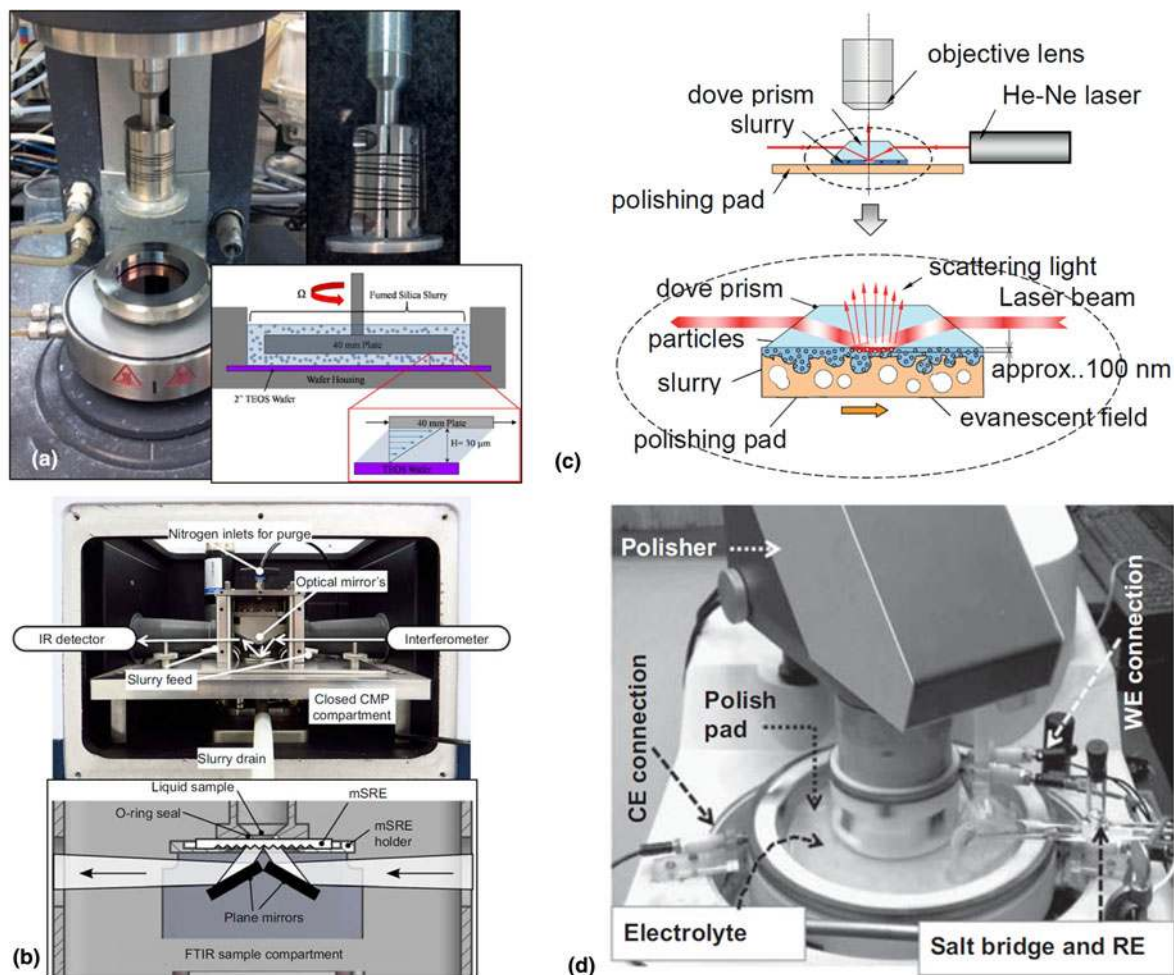 Ω
Fumed Silica Slurry
40 mm Plate
Wafer Housing
2" TEOS Wafer
40 mm Plate
H= 30 μm
TEOS Wafer
(a)
objective lens
dove prism
He-Ne laser
slurry
polishing pad
scattering light
dove prism
Laser beam
particles
slurry
approx..100 nm
evanescent field
polishing pad
(c)
Nitrogen inlets for purge
Optical mirror's
IR detector
Interferometer
Slurry feed
Closed CMP
compartment
Slurry drain
Liquid sample
mSRE
O-ring seal
mSRE
holder
Plane mirrors
FTIR sample compartment
(b)
Polisher
WE connection
Polish
pad
CE connection
Electrolyte
Salt bridge and RE
(d)